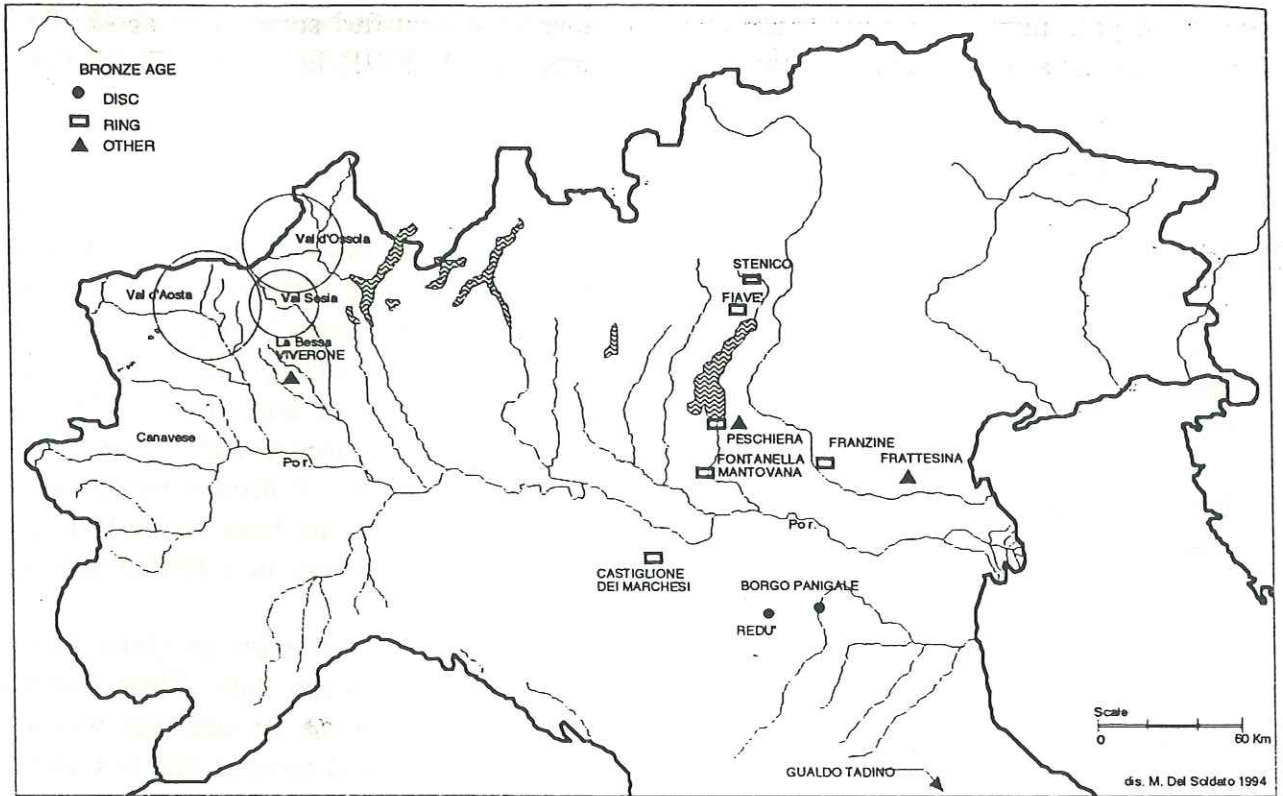 BRONZE AGE
DISC
RING
OTHER
Val d'Ossola
Val d'Aosta
Val Sesia
La Bessa
VIVERONE
Canavese
Po r.
STENICO
FIAVE'
PESCHIERA
FONTANELLA
MANTOVANA
FRANZINE
FRATTESINA
Po r.
CASTIGLIONE
DEI MARCHESI
BORGO PANIGALE
REDU'
Scale
0 60 Km
GUALDO TADINO
dis. M. Del Soldato 1994